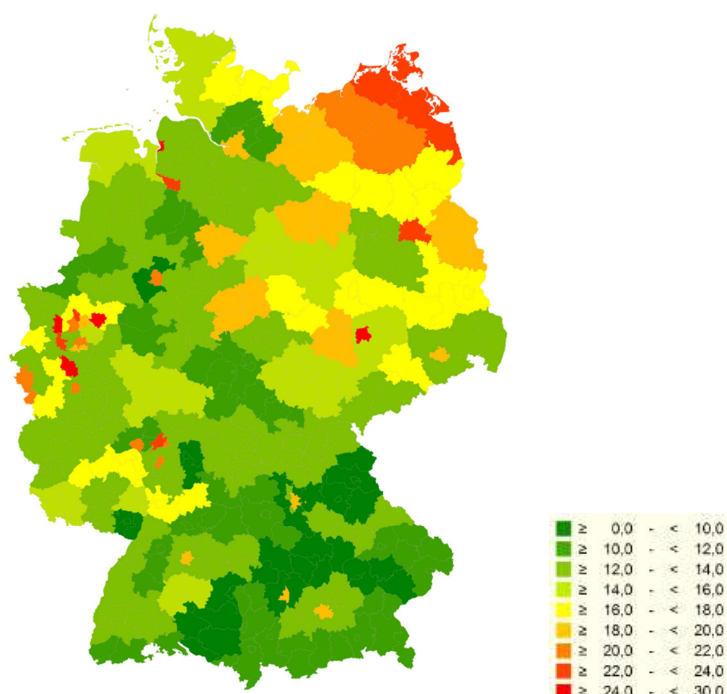 ≥ 0,0 - < 10,0
≥ 10,0 - < 12,0
≥ 12,0 - < 14,0
≥ 14,0 - < 16,0
≥ 16,0 - < 18,0
≥ 18,0 - < 20,0
≥ 20,0 - < 22,0
≥ 22,0 - < 24,0
≥ 24,0 - < 30,0